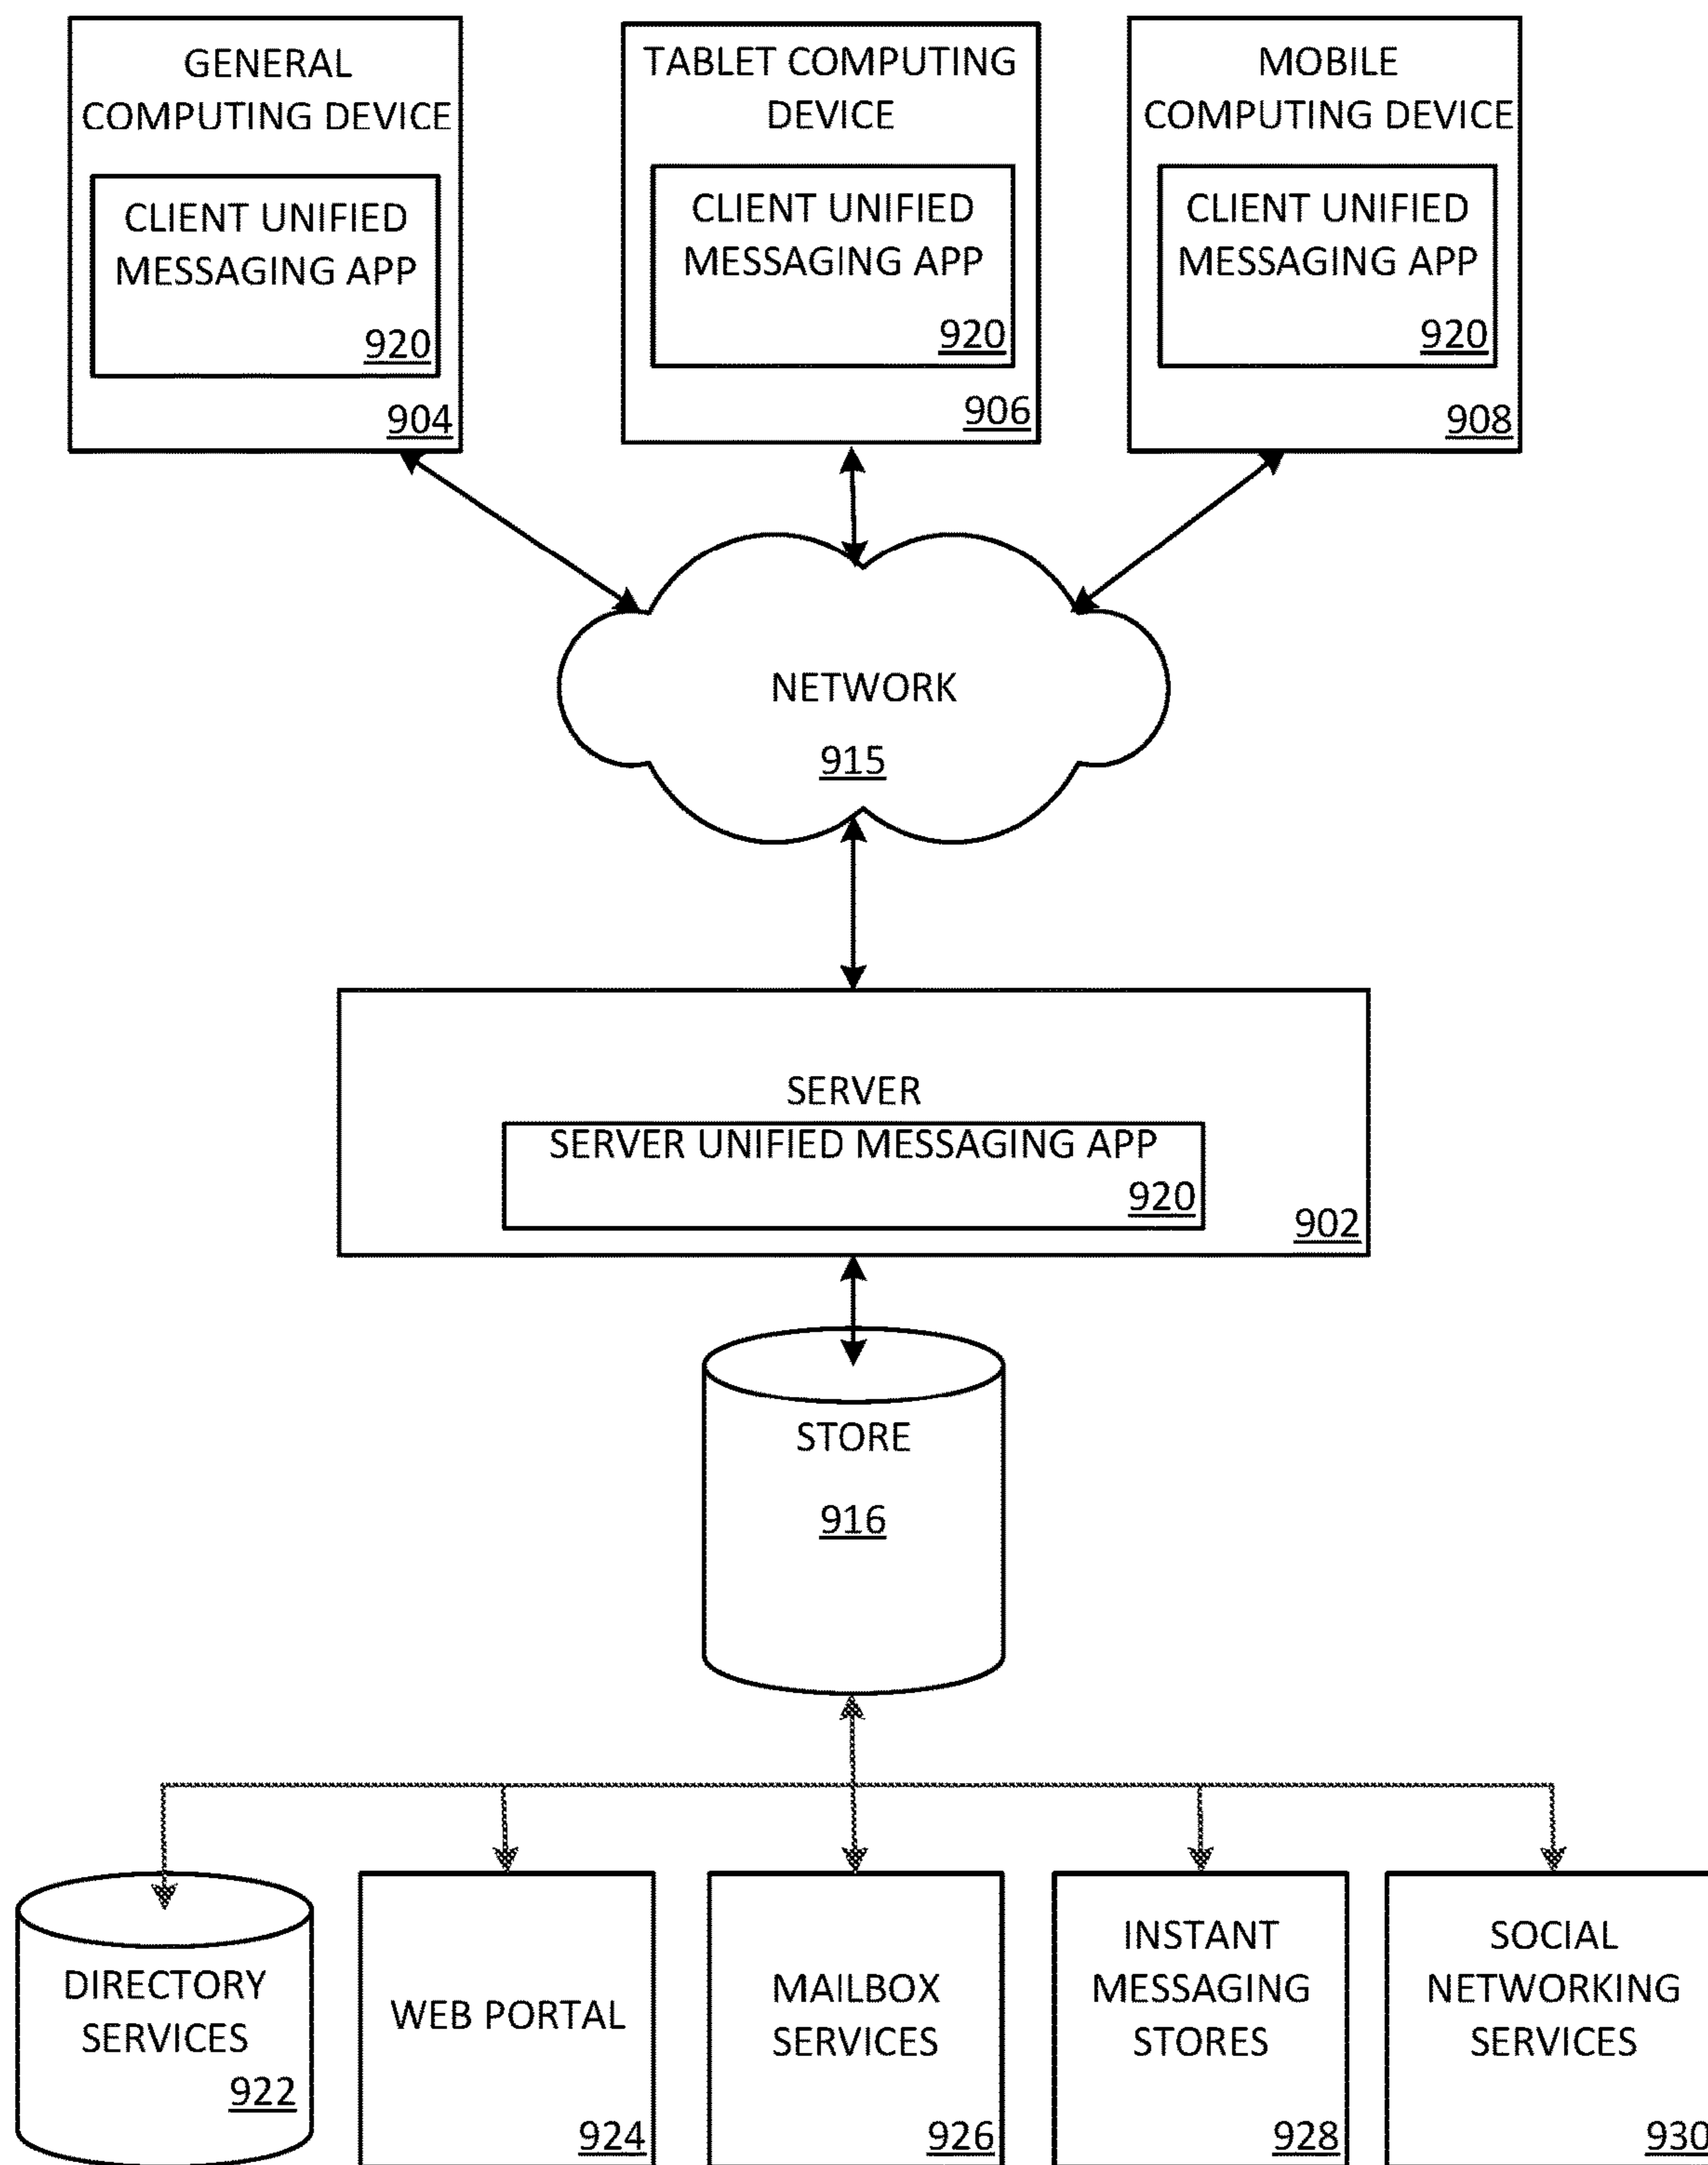 GENERAL
COMPUTING DEVICE
CLIENT UNIFIED
MESSAGING APP
920
904
TABLET COMPUTING
DEVICE
CLIENT UNIFIED
MESSAGING APP
920
906
MOBILE
COMPUTING DEVICE
CLIENT UNIFIED
MESSAGING APP
920
908
NETWORK
915
SERVER
SERVER UNIFIED MESSAGING APP
920
902
STORE
916
DIRECTORY
SERVICES
922
WEB PORTAL
924
MAILBOX
SERVICES
926
INSTANT
MESSAGING
STORES
928
SOCIAL
NETWORKING
SERVICES
930